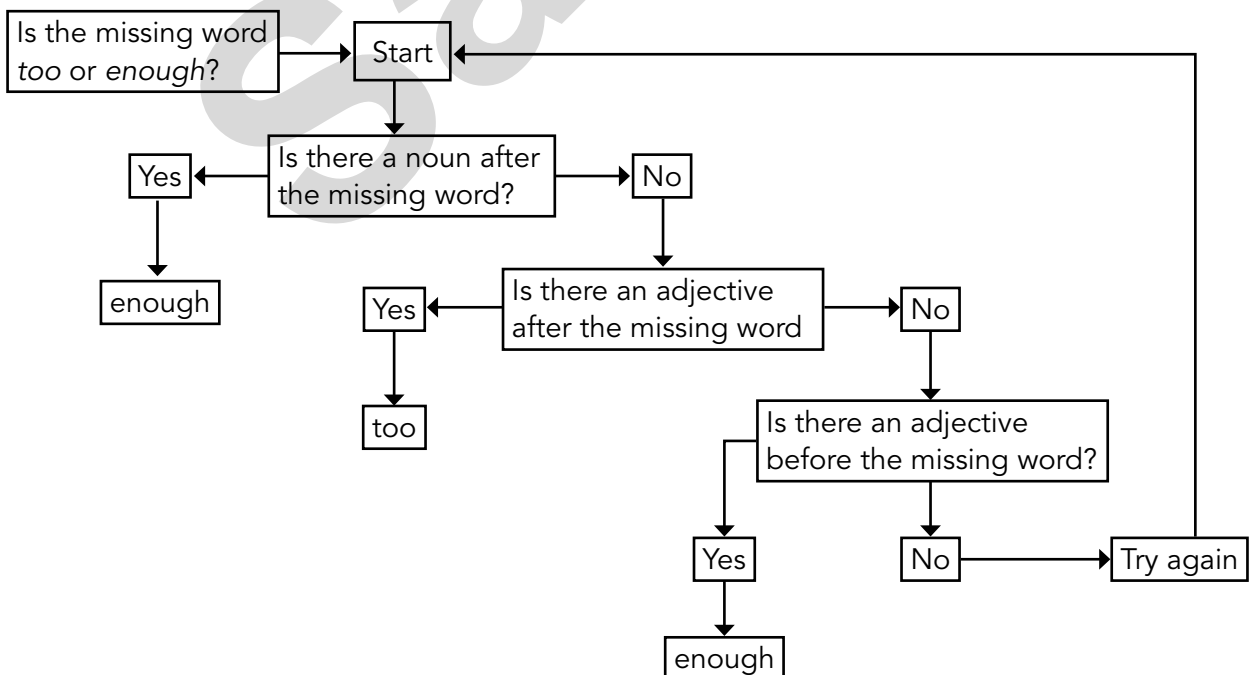 Is the missing word
too or enough?
Start
Is there a noun after
the missing word?
Yes
No
enough
Is there an adjective
after the missing word
Yes
No
too
Is there an adjective
before the missing word?
Yes
No
Try again
enough